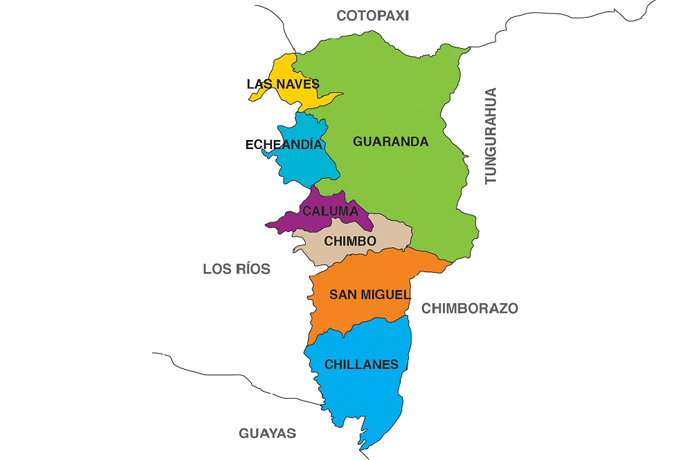 COTOPAXI
LAS NAVES
TUNGURAHUA
ECHEANDÍA
GUARANDA
CALUMA
CHIMBO
LOS RÍOS
SAN MIGUEL
CHIMBORAZO
CHILLANES
GUAYAS